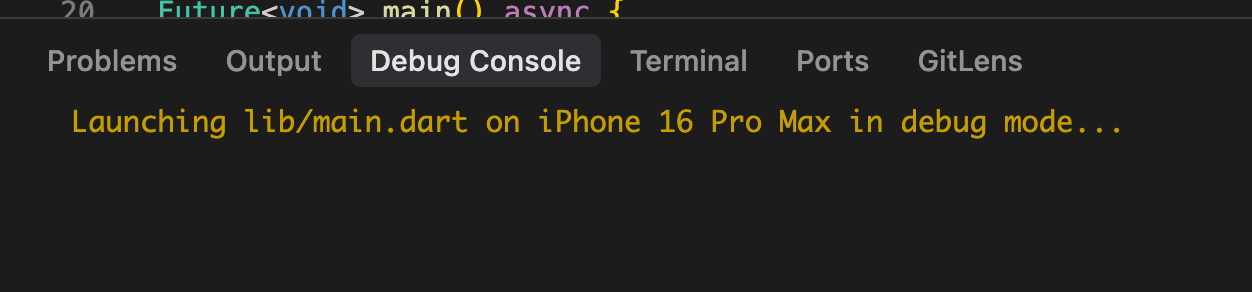 20 Future<void> main() async {
Problems Output Debug Console Terminal Ports GitLens
Launching lib/main.dart on iPhone 16 Pro Max in debug mode...